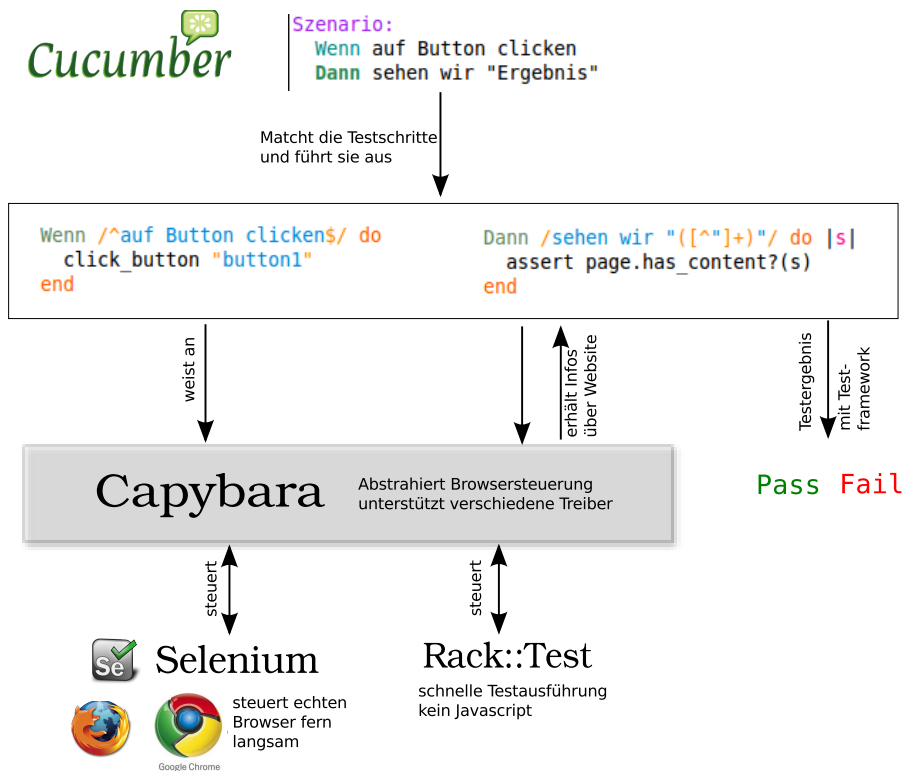 Cucumber
Szenario:
Wenn auf Button clicken
Dann sehen wir "Ergebnis"
Matcht die Testschritte
und führt sie aus
Wenn /^auf Button clicken$/ do
click_button "button1"
end
Dann /sehen wir "([^"]+)"/ do |s|
assert page.has_content?(s)
end
weist an
erhält Infos
über Website
Testergebnis
mit Test-
framework
Capybara
Abstrahiert Browsersteuerung
unterstützt verschiedene Treiber
Pass Fail
steuert
steuert
Se
Selenium
steuert echten
Browser fern
langsam
Google Chrome
Rack::Test
schnelle Testausführung
kein Javascript